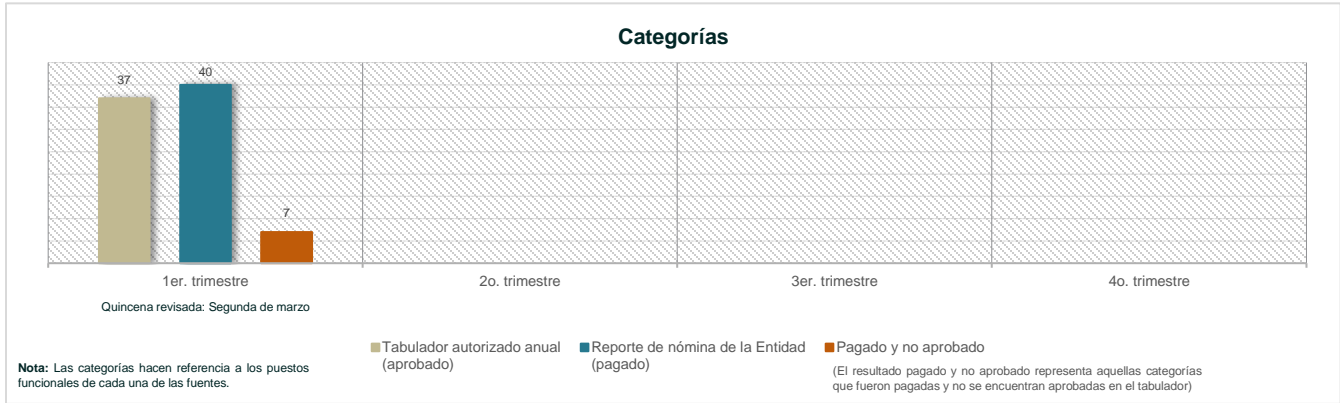 Categorías
37
40
7
1er. trimestre
2o. trimestre
3er. trimestre
4o. trimestre
Quincena revisada: Segunda de marzo
Tabulador autorizado anual
(aprobado)
Reporte de nómina de la Entidad
(pagado)
Pagado y no aprobado
(El resultado pagado y no aprobado representa aquellas categorías
que fueron pagadas y no se encuentran aprobadas en el tabulador)
Nota: Las categorías hacen referencia a los puestos
funcionales de cada una de las fuentes.